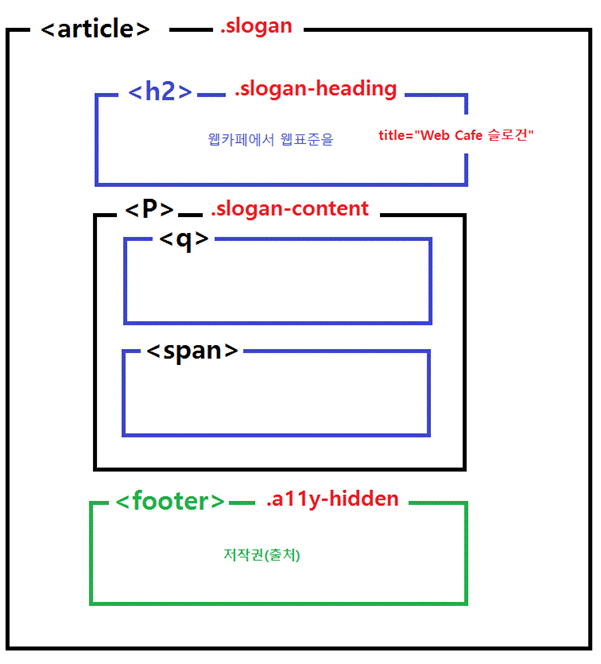 <article> .slogan
<h2> .slogan-heading
웹카페에서 웹표준을 title="Web Cafe 슬로건"
<P> .slogan-content
<q>
<span>
<footer> .a11y-hidden
저작권(출처)